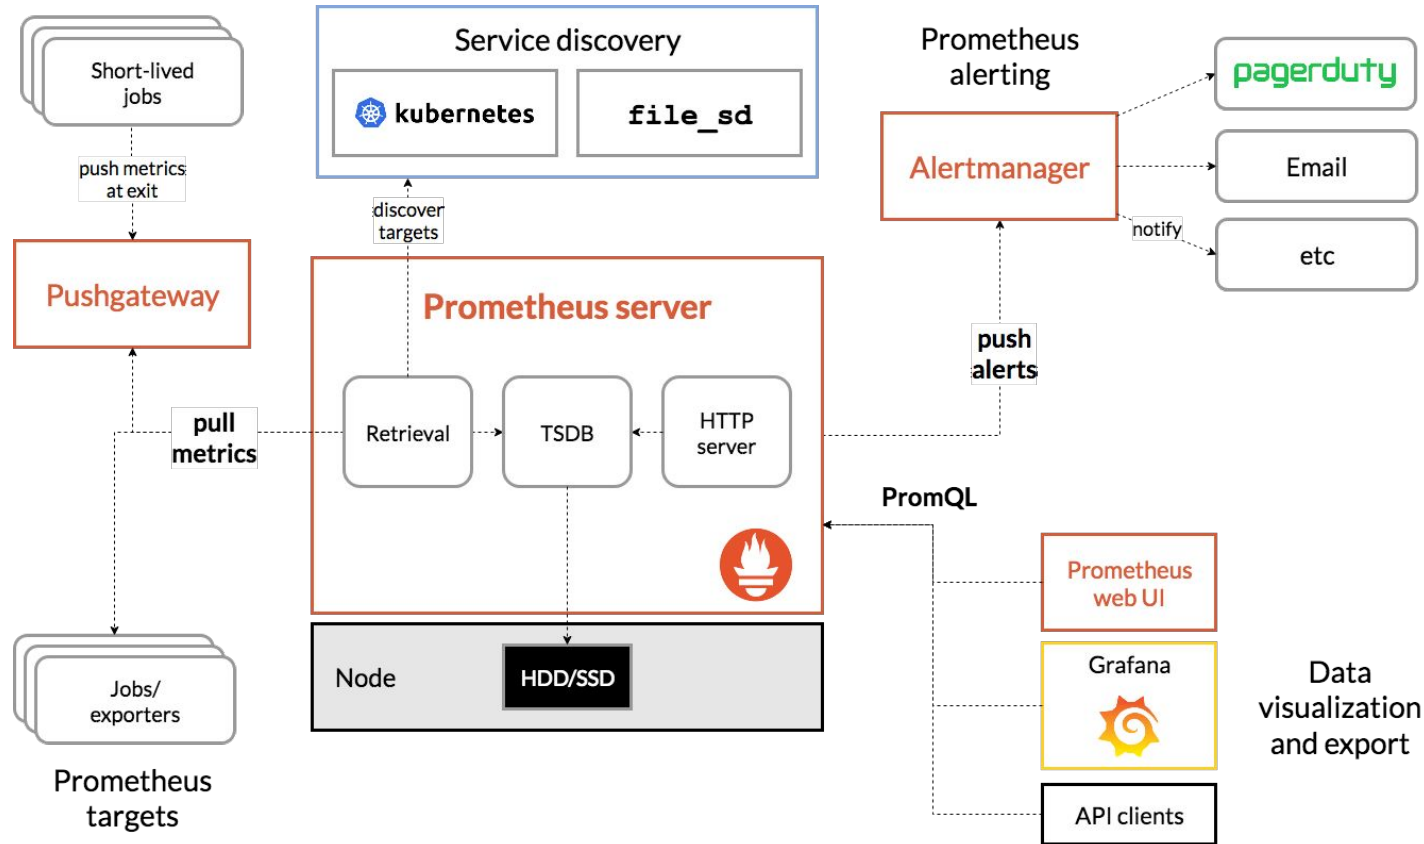 Short-lived
jobs
push metrics
at exit
Pushgateway
pull
metrics
Jobs/
exporters
Prometheus
targets
Service discovery
kubernetes
file_sd
discover
targets
Prometheus server
Retrieval
TSDB
HTTP
server
Node
HDD/SSD
Prometheus
alerting
Alertmanager
pagerduty
Email
notify
etc
push
alerts
PromQL
Prometheus
web UI
Grafana
API clients
Data
visualization
and export